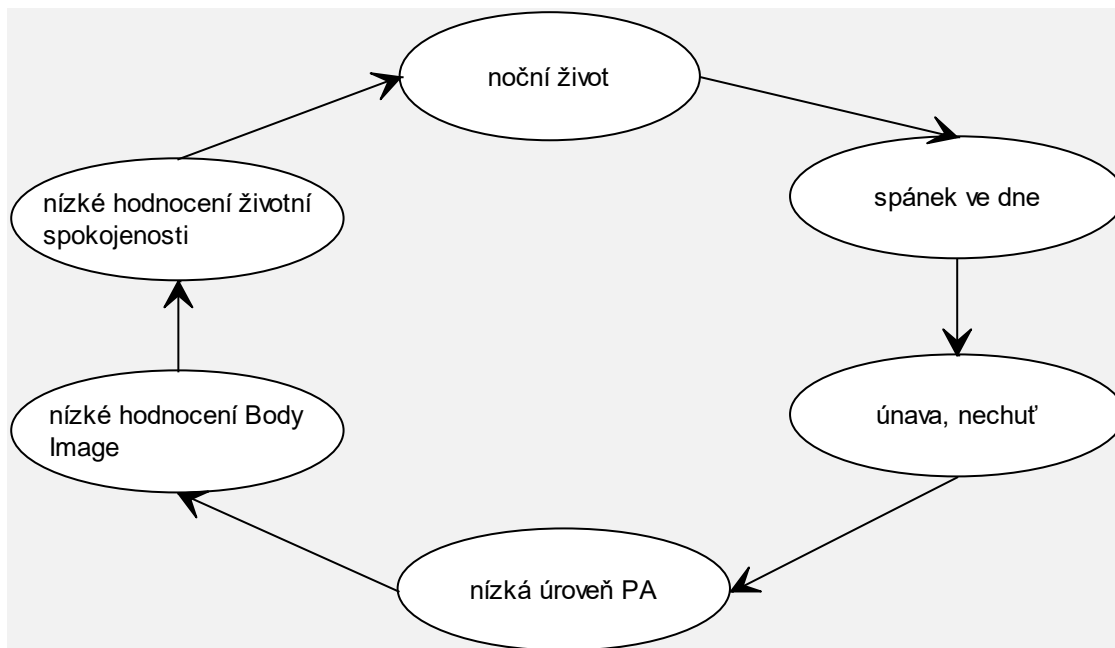 noční život
nízké hodnocení životní
spokojenosti
spánek ve dne
nízké hodnocení Body
Image
únava, nechuť
nízká úroveň PA